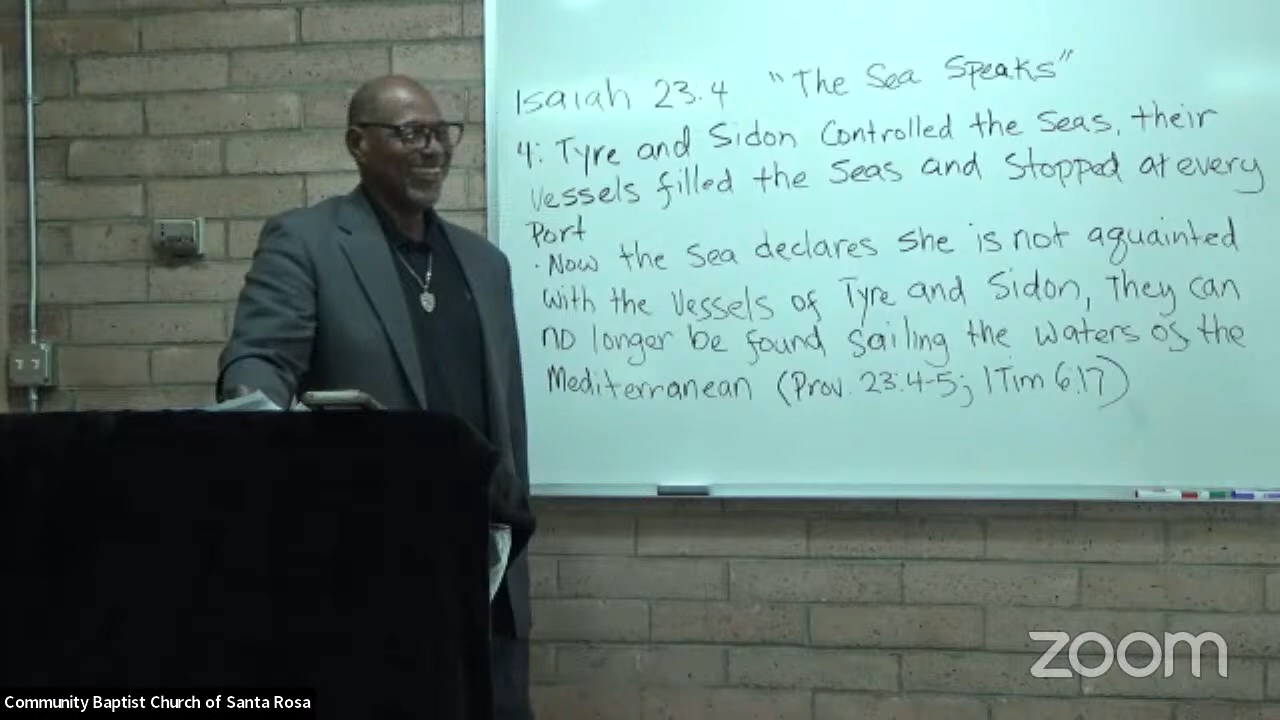 Isaiah 23.4 "The Sea Speaks"
4: Tyre and Sidon Controlled the Seas, their
Vessels filled the Seas and Stopped at every
Port
· Now the Sea declares she is not aquainted
with the Vessels of Tyre and Sidon, They can
no longer be found Sailing the waters of the
Mediterranean (Prov. 23:4-5; 1 Tim 6:17)
zoom
Community Baptist Church of Santa Rosa